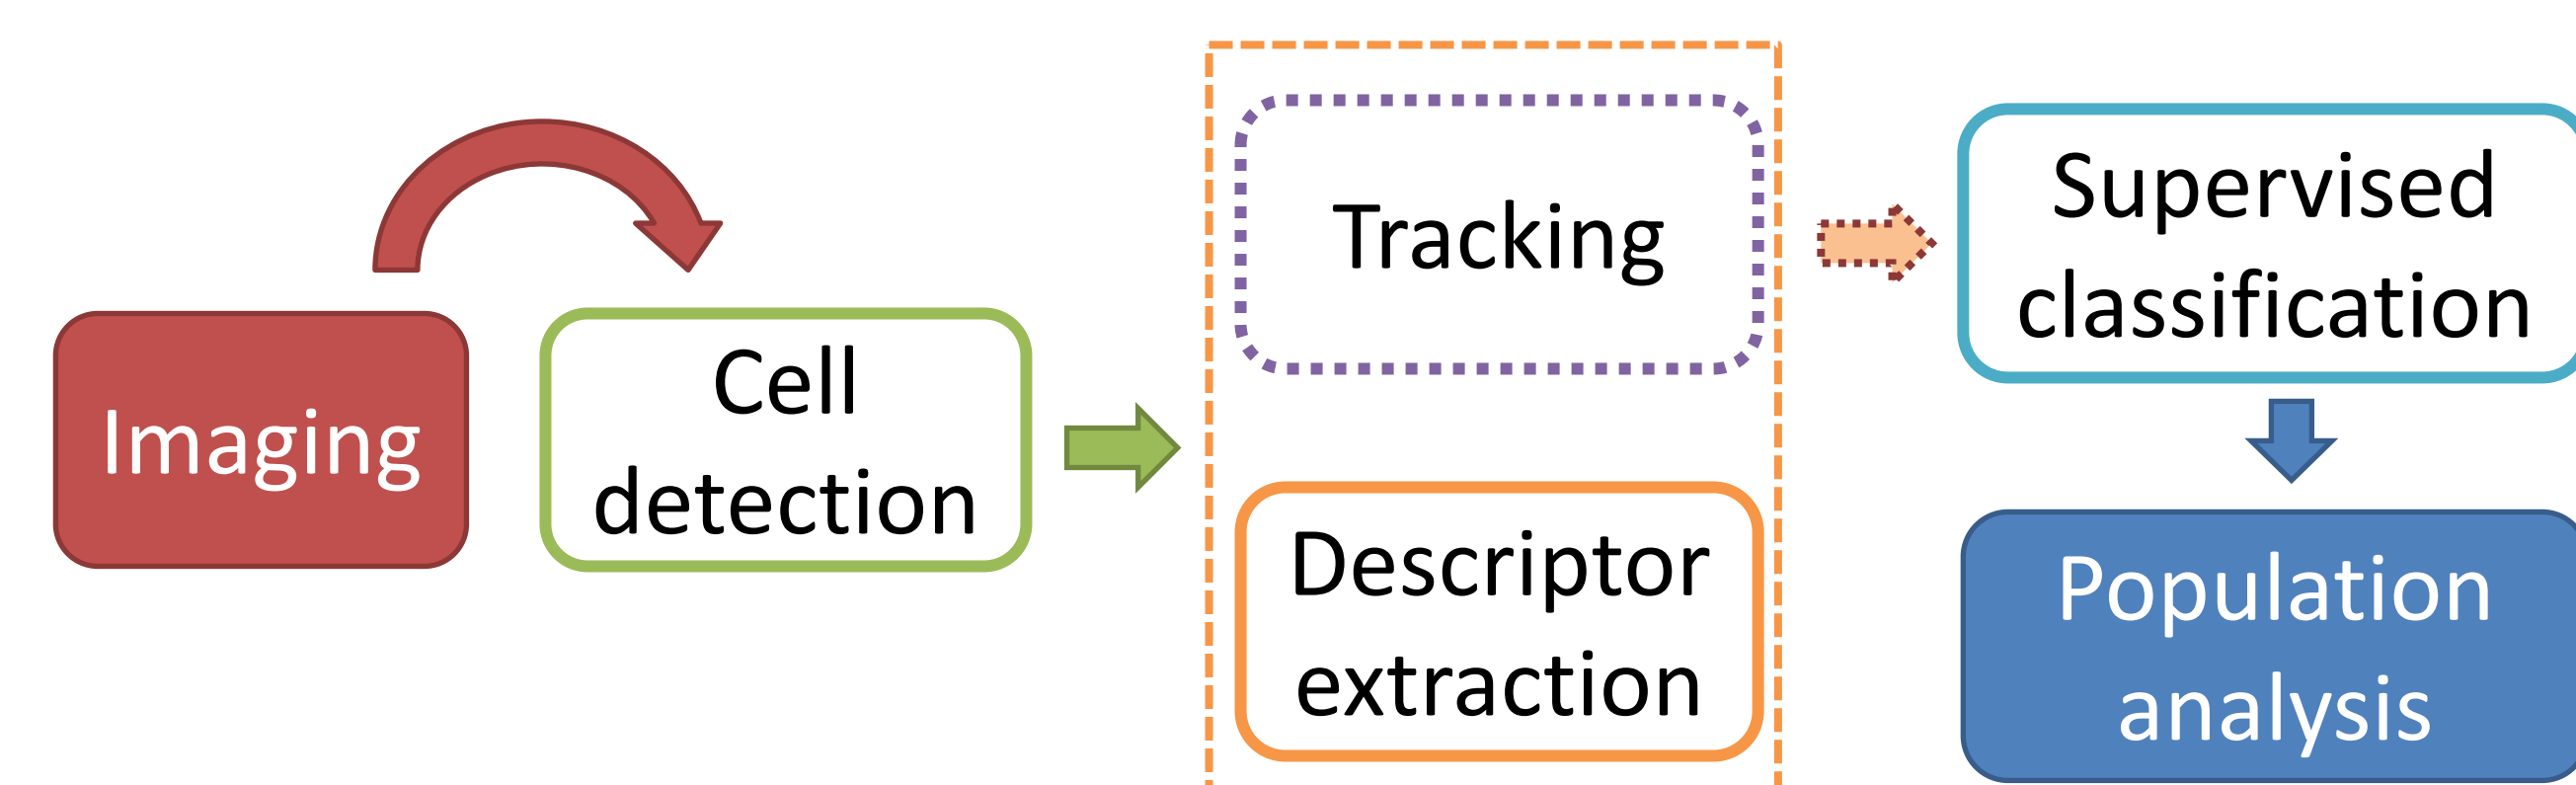 Imaging
Cell
detection
Tracking
Descriptor
extraction
Supervised
classification
Population
analysis